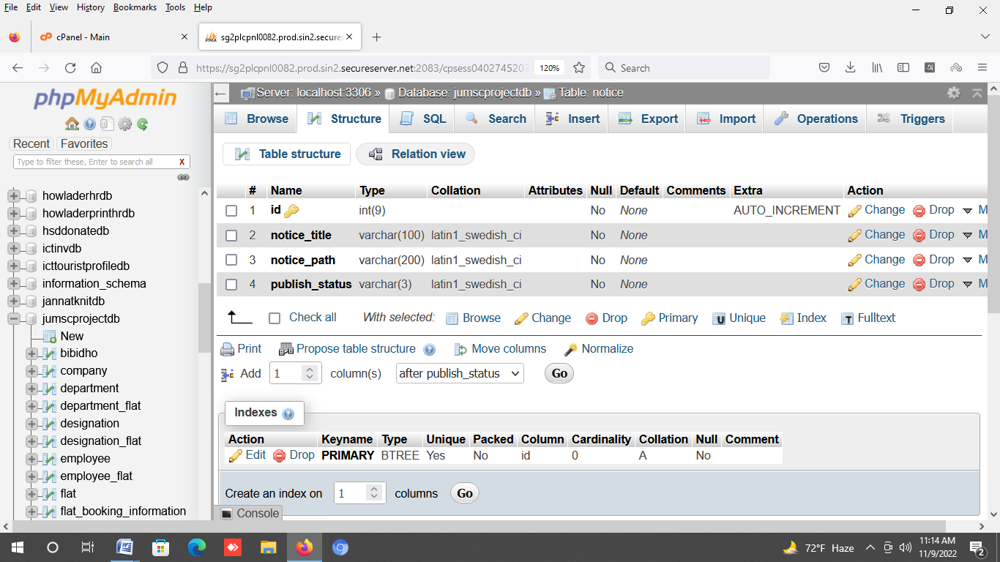 File Edit View History Bookmarks Tools Help
cPanel - Main
sg2plcpnl0082.prod.sin2.secures
https://sg2plcpnl0082.prod.sin2.secureserver.net:2083/cpsess0402745207 120% Search
phpMyAdmin
Recent Favorites
Type to filter these, Enter to search all X
howladerhrdb
howladerprinthrdb
hsddonatedb
ictinvdb
icttouristprofiledb
information_schema
jannatknitdb
jumscprojectdb
New
bibidho
company
department
department_flat
designation
designation_flat
employee
employee_flat
flat
flat_booking_information
Server: localhost:3306 » Database: jumscprojectdb » Table: notice
Browse Structure SQL Search Insert Export Import Operations Triggers
Table structure Relation view
# Name Type Collation Attributes Null Default Comments Extra Action
1 id int(9) No None AUTO_INCREMENT Change Drop M
2 notice_title varchar(100) latin1_swedish_ci No None Change Drop M
3 notice_path varchar(200) latin1_swedish_ci No None Change Drop M
4 publish_status varchar(3) latin1_swedish_ci No None Change Drop M
Check all With selected: Browse Change Drop Primary Unique Index Fulltext
Print Propose table structure Move columns Normalize
Add 1 column(s) after publish_status Go
Indexes
Action Keyname Type Unique Packed Column Cardinality Collation Null Comment
Edit Drop PRIMARY BTREE Yes No id 0 A No
Create an index on 1 columns Go
Console
72°F Haze 11:14 AM
11/9/2022 2